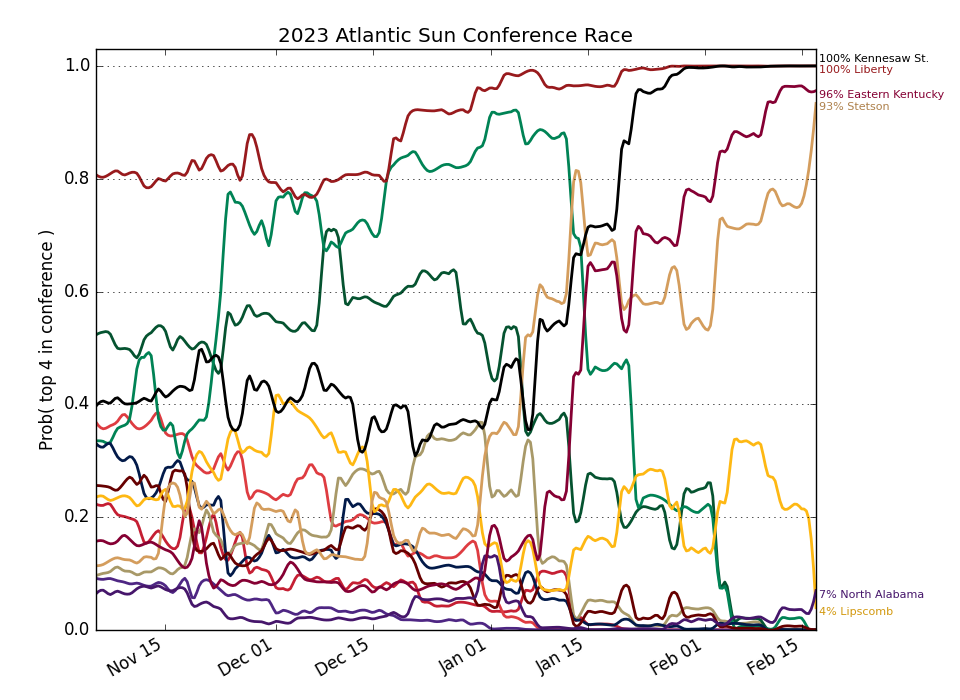 2023 Atlantic Sun Conference Race
Prob( top 4 in conference )
1.0
0.8
0.6
0.4
0.2
0.0
Nov 15
Dec 01
Dec 15
Jan 01
Jan 15
Feb 01
Feb 15
100% Kennesaw St.
100% Liberty
96% Eastern Kentucky
93% Stetson
7% North Alabama
4% Lipscomb